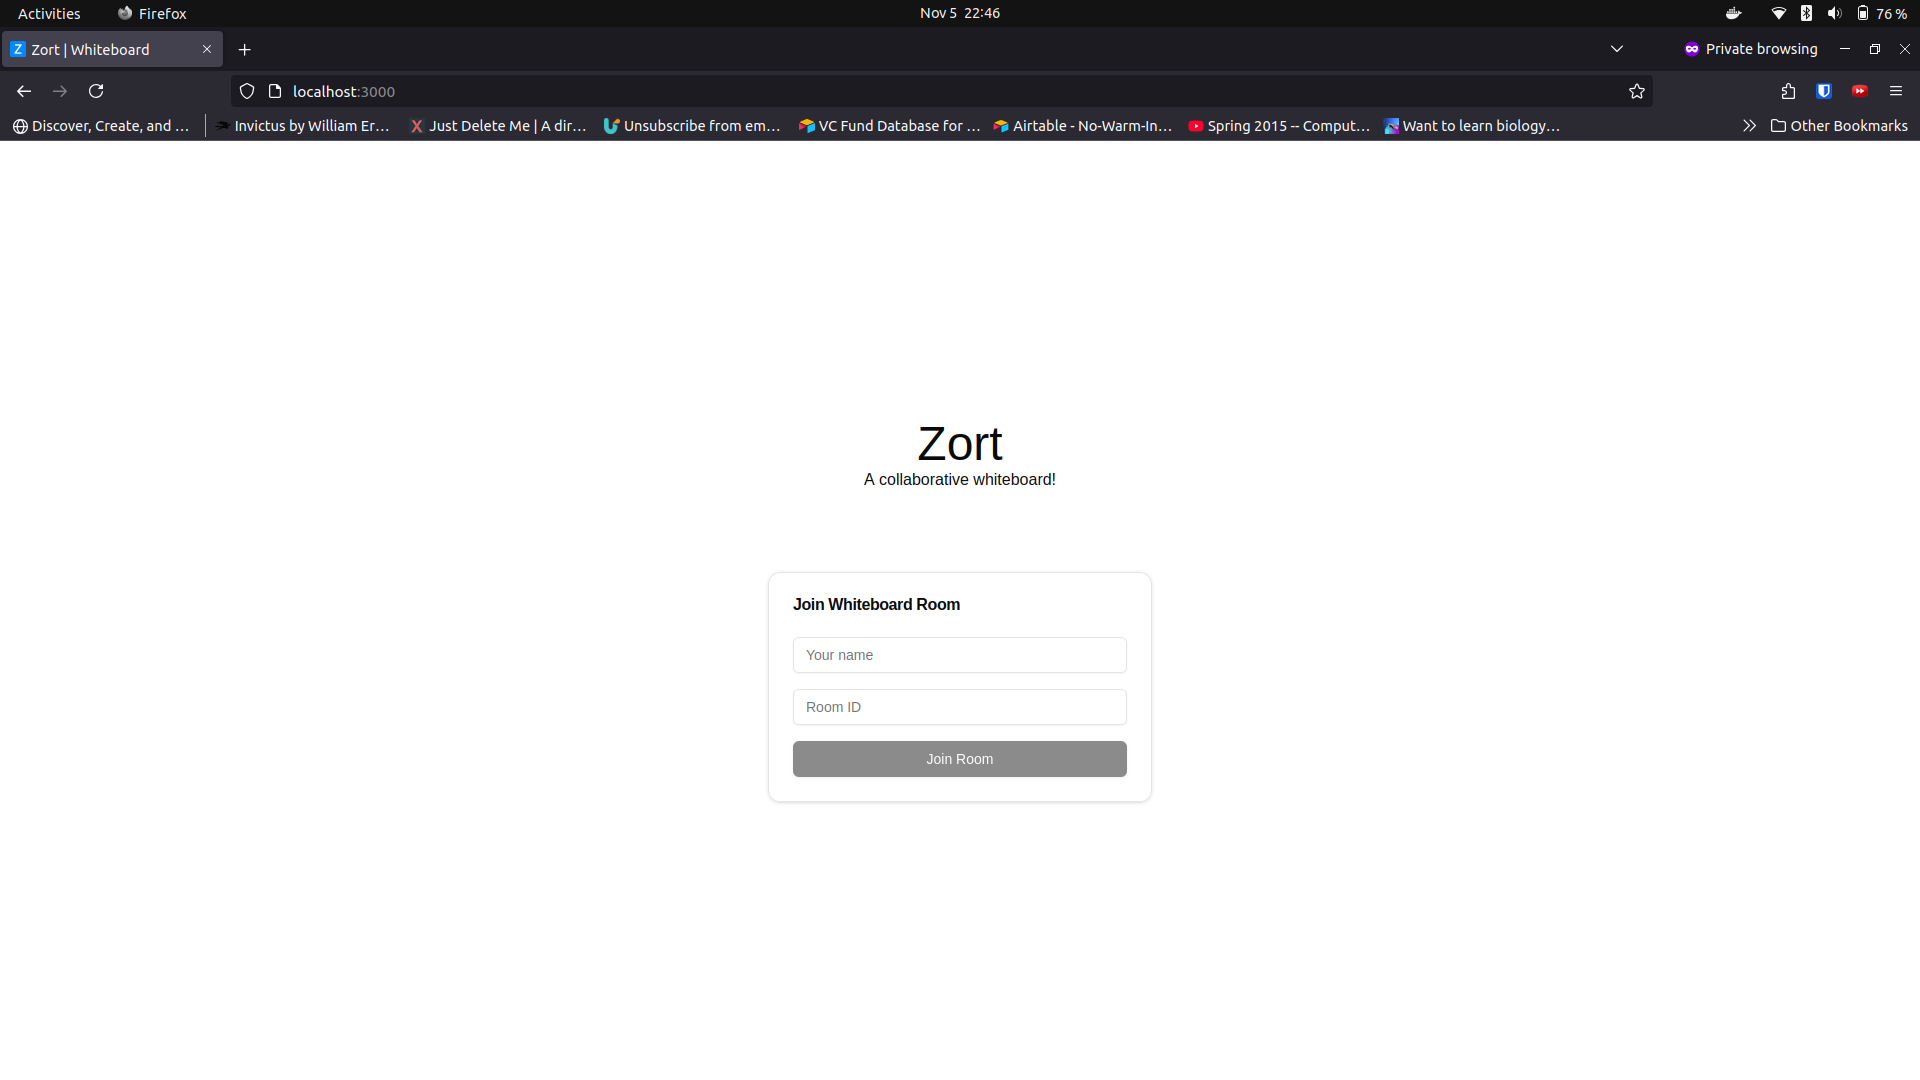 Activities Firefox Nov 5 22:46 76 %
Z Zort | Whiteboard Private browsing
localhost:3000
Discover, Create, and … Invictus by William Er… X Just Delete Me | A dir… Unsubscribe from em… VC Fund Database for … Airtable - No-Warm-In… Spring 2015 -- Comput… Want to learn biology… Other Bookmarks
Zort
A collaborative whiteboard!
Join Whiteboard Room
Your name
Room ID
Join Room